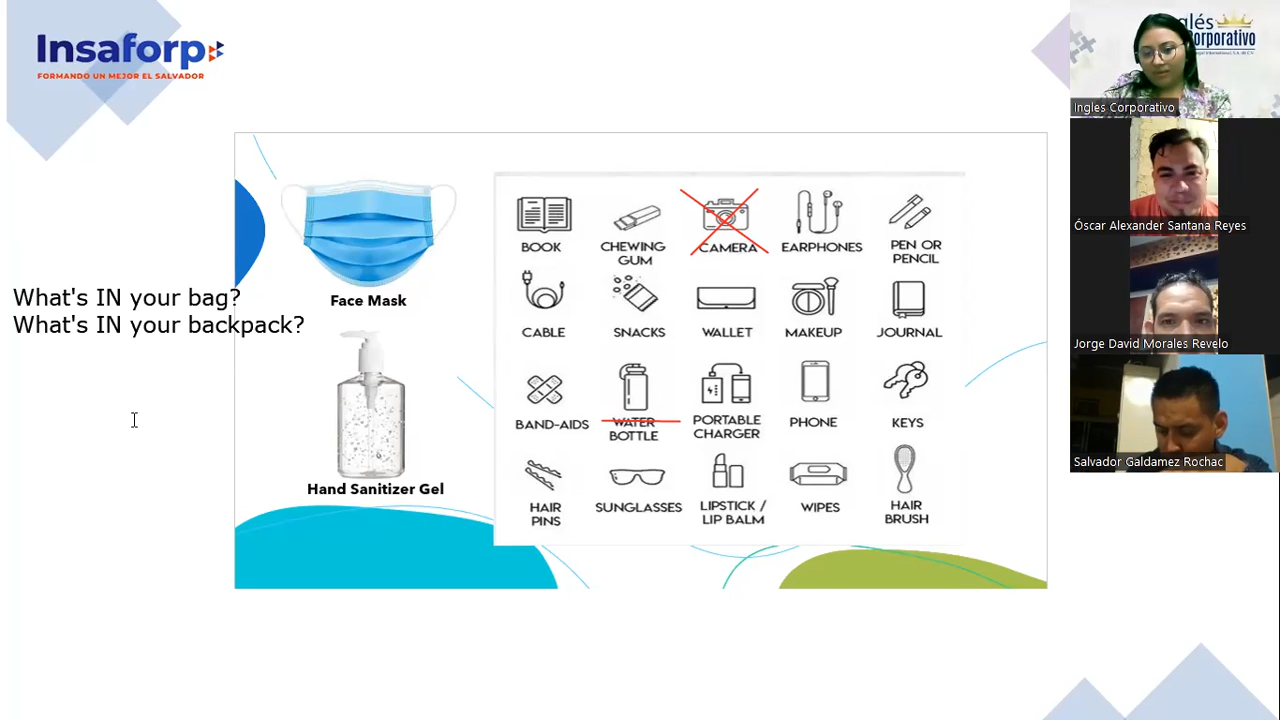 Insaforp
FORMANDO UN MEJOR EL SALVADOR
What's IN your bag?
What's IN your backpack?
Face Mask
Hand Sanitizer Gel
BOOK
CHEWING
GUM
CAMERA
EARPHONES
PEN OR
PENCIL
CABLE
SNACKS
WALLET
MAKEUP
JOURNAL
BAND-AIDS
WATER
BOTTLE
PORTABLE
CHARGER
PHONE
KEYS
HAIR
PINS
SUNGLASSES
LIPSTICK /
LIP BALM
WIPES
HAIR
BRUSH
Ingles Corporativo
Óscar Alexander Santana Reyes
Jorge David Morales Revelo
Salvador Galdamez Rochac